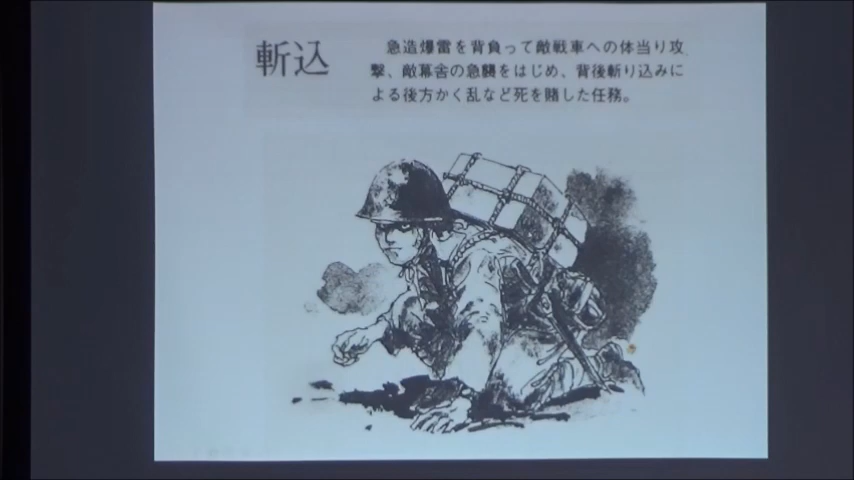 斬込
急造爆雷を背負って敵戦車への体当り攻
撃、敵幕舎の急襲をはじめ、背後斬り込みに
よる後方かく乱など死を賭した任務。